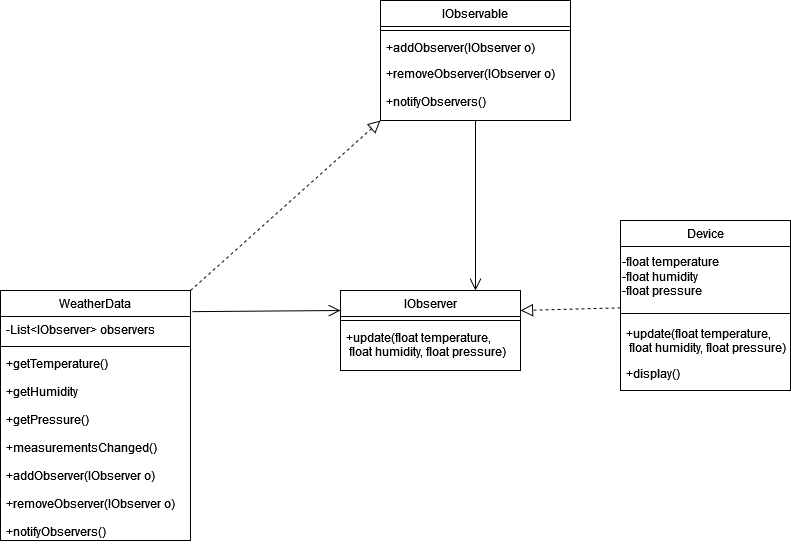 IObservable
+addObserver(IObserver o)
+removeObserver(IObserver o)
+notifyObservers()
Device
-float temperature
-float humidity
-float pressure
+update(float temperature,
float humidity, float pressure)
+display()
WeatherData
-List<IObserver> observers
+getTemperature()
+getHumidity
+getPressure()
+measurementsChanged()
+addObserver(IObserver o)
+removeObserver(IObserver o)
+notifyObservers()
IObserver
+update(float temperature,
float humidity, float pressure)